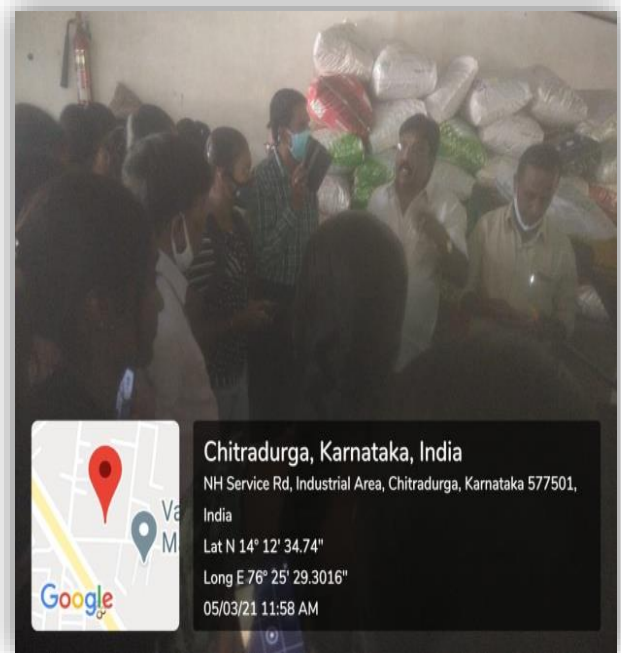 Chitradurga, Karnataka, India
NH Service Rd, Industrial Area, Chitradurga, Karnataka 577501,
India
Lat N 14° 12' 34.74"
Long E 76° 25' 29.3016"
05/03/21 11:58 AM
Va
M
Google